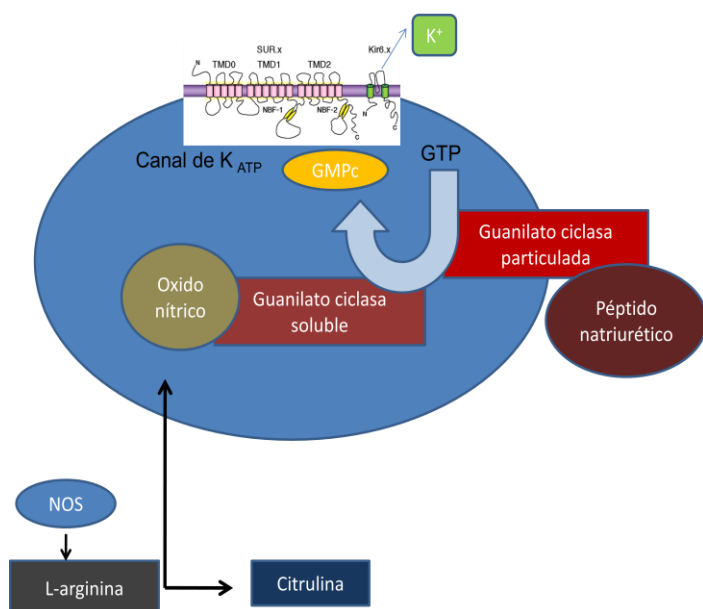 K+
SUR.x
Kir6.x
N
TMD0
TMD1
TMD2
NBF-1
NBF-2
N
C
C
Canal de K ATP
GMPc
GTP
Guanilato ciclasa
particulada
Oxido
nítrico
Guanilato ciclasa
soluble
Péptido
natriurético
NOS
L-arginina
Citrulina